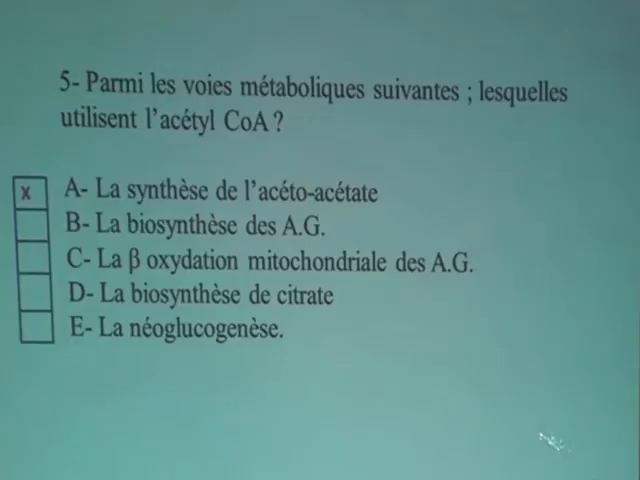 5- Parmi les voies métaboliques suivantes ; lesquelles
utilisent l'acétyl CoA ?
x A- La synthèse de l'acéto-acétate
B- La biosynthèse des A.G.
C- La β oxydation mitochondriale des A.G.
D- La biosynthèse de citrate
E- La néoglucogenèse.